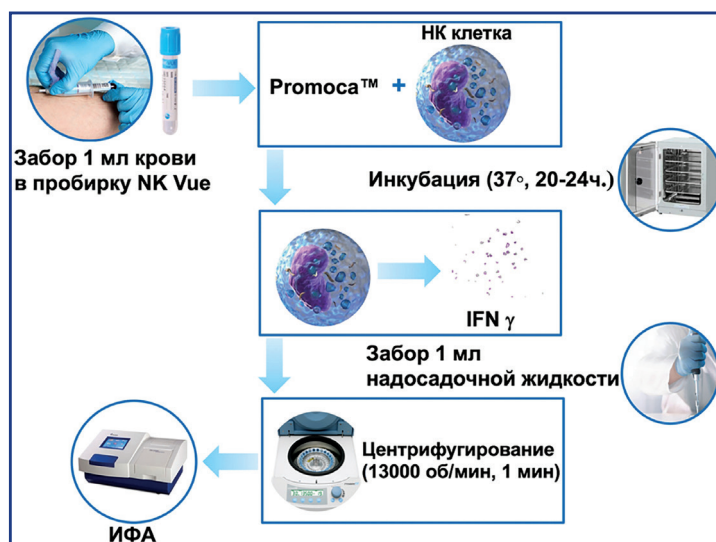 НК клетка
Promoca™ +
Забор 1 мл крови
в пробирку NK Vue
Инкубация (37◦, 20-24ч.)
IFN γ
Забор 1 мл
надосадочной жидкости
Центрифугирование
(13000 об/мин, 1 мин)
ИФА